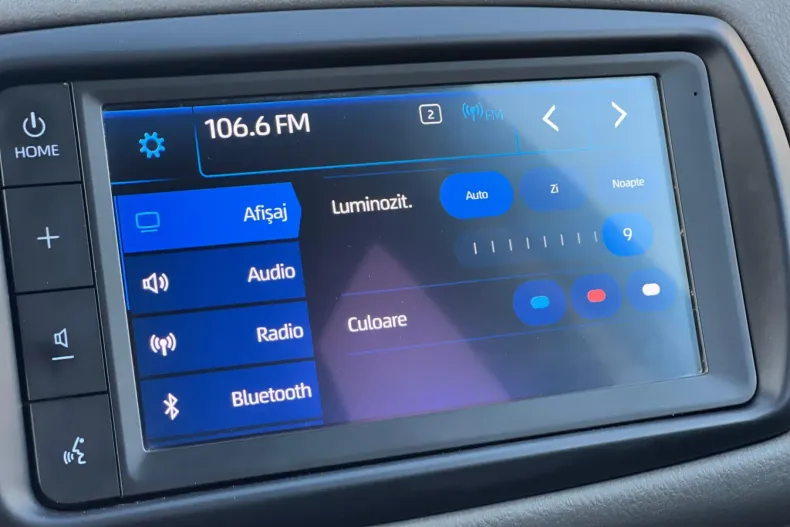 HOME
106.6 FM
2
FM
Afişaj
Audio
Radio
Bluetooth
Luminozit.
Auto
Zi
Noapte
9
Culoare